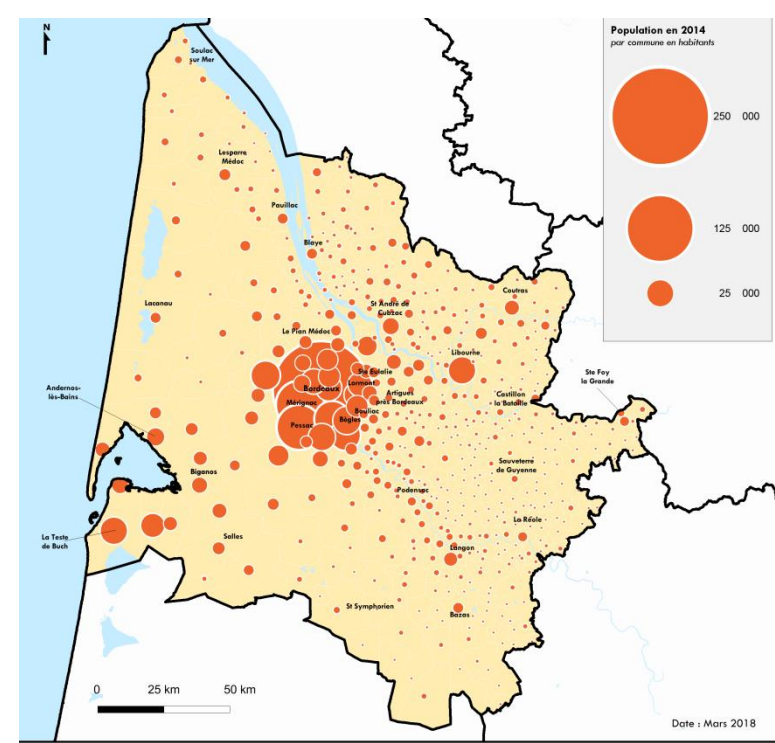 N
Population en 2014
par commune en habitants
250 000
125 000
25 000
Soulac
sur Mer
Lesparre
Médoc
Pauillac
Blaye
Lacanau
St André de
Cubzac
Coutras
Le Pian Médoc
Libourne
Ste Eulalie
Bordeaux
Lormont
Andernos-
lès-Bains
Mérignac
Artigues
près Bordeaux
Castillon
la Bataille
Ste Foy
la Grande
Bouliac
Bègles
Pessac
Biganos
Sauveterre
de Guyenne
Podensac
La Réole
La Teste
de Buch
Salles
Langon
St Symphorien
Bazas
0 25 km 50 km
Date : Mars 2018